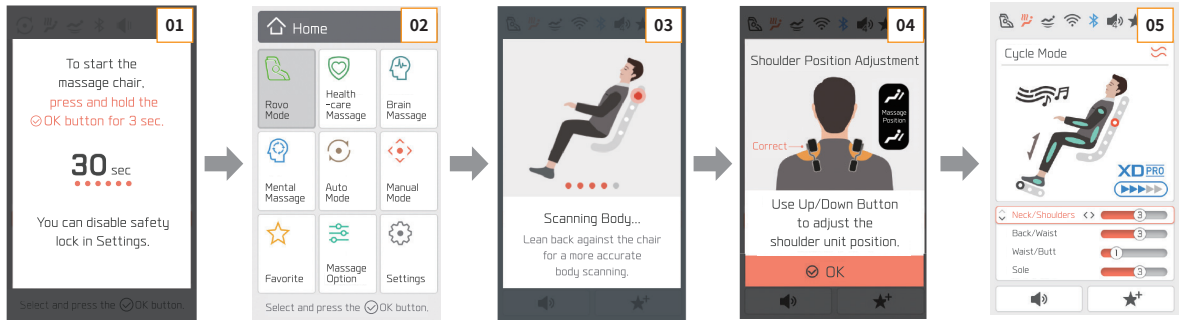 01
To start the
massage chair,
press and hold the
OK button for 3 sec.
30 sec
You can disable safety
lock in Settings.
Select and press the OK button.
02
Home
Rovo
Mode
Health
-care
Massage
Brain
Massage
Mental
Massage
Auto
Mode
Manual
Mode
Favorite
Massage
Option
Settings
Select and press the OK button.
03
Scanning Body...
Lean back against the chair
for a more accurate
body scanning.
04
Shoulder Position Adjustment
Massage
Position
Correct
Use Up/Down Button
to adjust the
shoulder unit position.
OK
05
Cycle Mode
XD PRO
Neck/Shoulders 3
Back/Waist 3
Waist/Butt 1
Sole 3